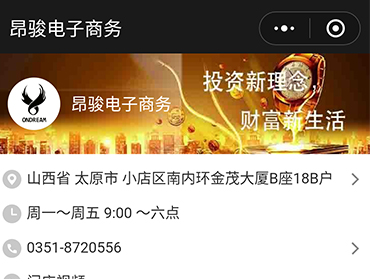 昂骏电子商务
投资新理念，
财富新生活
ONDREAM
昂骏电子商务
山西省 太原市 小店区南内环金茂大厦B座18B户
周一～周五 9:00 ～六点
0351-8720556